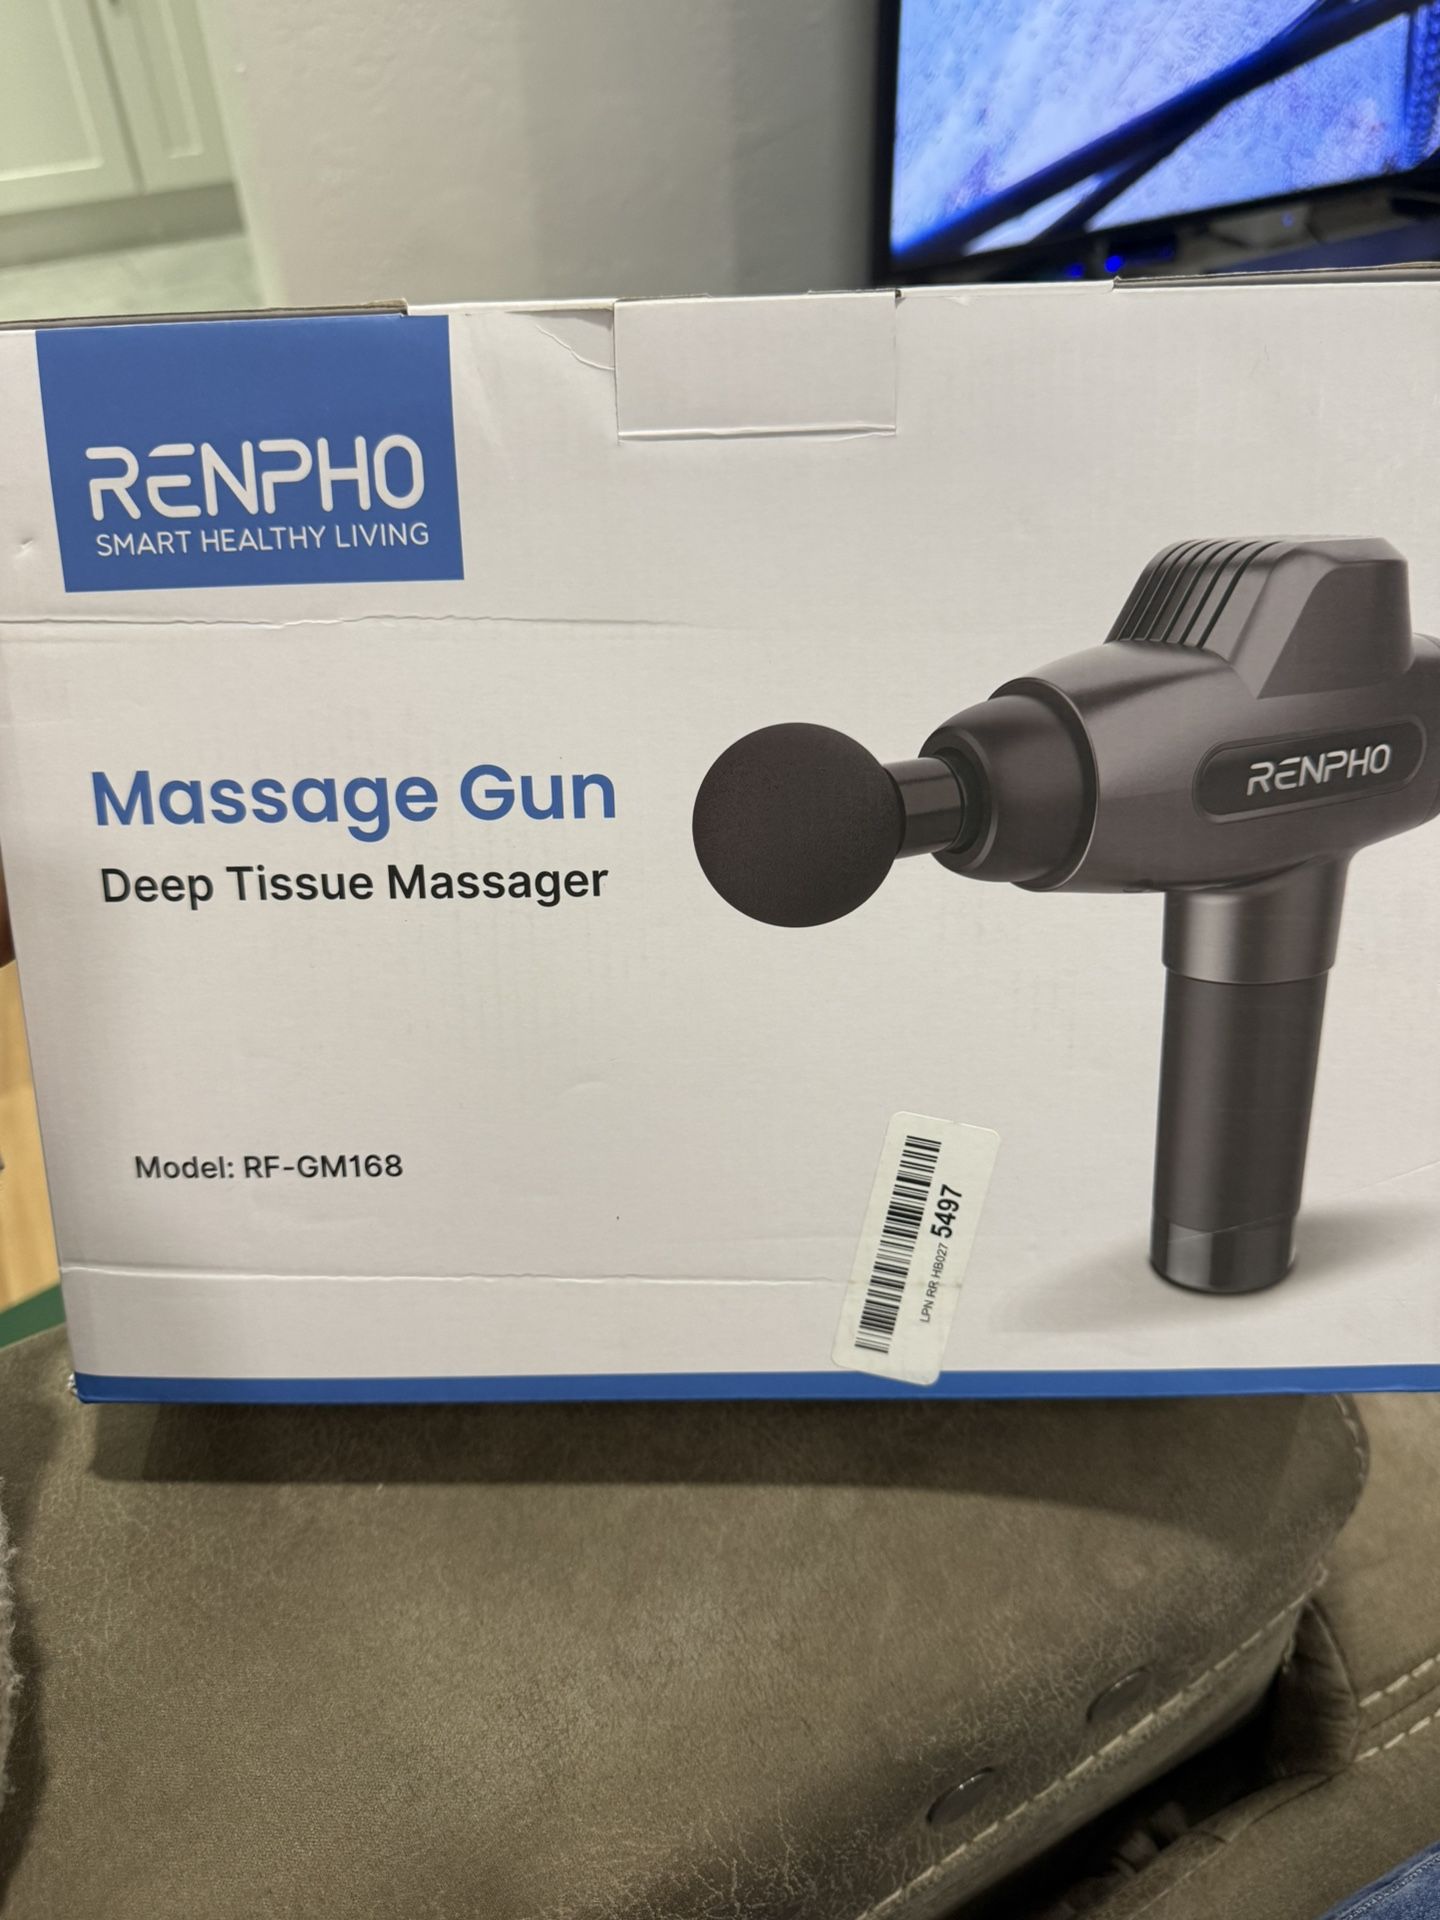 RENPHO
SMART HEALTHY LIVING
RENPHO
Massage Gun
Deep Tissue Massager
Model: RF-GM168
LPN RR HB027 5497